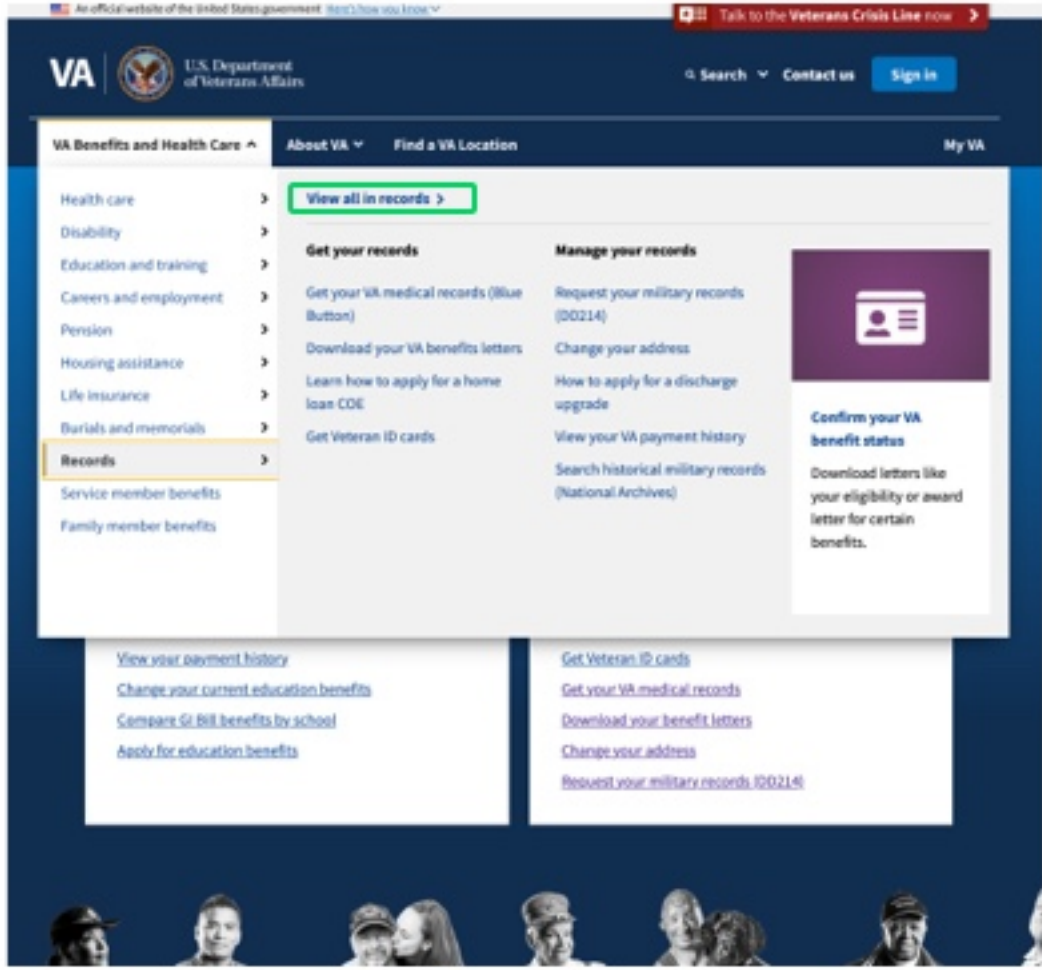 An official website of the United States government Here's how you know
Talk to the Veterans Crisis Line now
VA
U.S. Department
of Veterans Affairs
Search
Contact us
Sign in
VA Benefits and Health Care
About VA
Find a VA Location
My VA
Health care
Disability
Education and training
Careers and employment
Pension
Housing assistance
Life insurance
Burials and memorials
Records
Service member benefits
Family member benefits
View all in records
Get your records
Get your VA medical records (Blue
Button)
Download your VA benefits letters
Learn how to apply for a home
loan COE
Get Veteran ID cards
Manage your records
Request your military records
(DD214)
Change your address
How to apply for a discharge
upgrade
View your VA payment history
Search historical military records
(National Archives)
Confirm your VA
benefit status
Download letters like
your eligibility or award
letter for certain
benefits.
View your payment history
Change your current education benefits
Compare GI Bill benefits by school
Apply for education benefits
Get Veteran ID cards
Get your VA medical records
Download your benefit letters
Change your address
Request your military records (DD214)